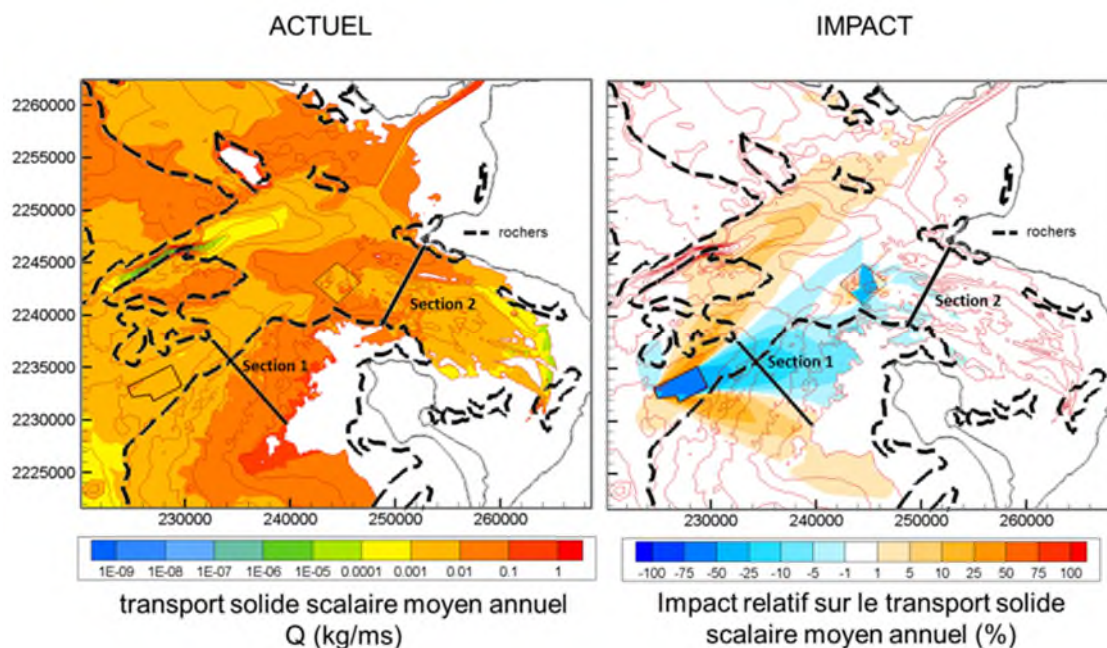 ACTUEL
IMPACT
2260000
2255000
2250000
2245000
2240000
2235000
2230000
2225000
rochers
Section 2
Section 1
rochers
Section 2
Section 1
230000 240000 250000 260000
230000 240000 250000 260000
1E-09 1E-08 1E-07 1E-06 1E-05 0.0001 0.001 0.01 0.1 1
-100 -75 -50 -25 -10 -5 -1 1 5 10 25 50 75 100
transport solide scalaire moyen annuel
Q (kg/ms)
Impact relatif sur le transport solide
scalaire moyen annuel (%)